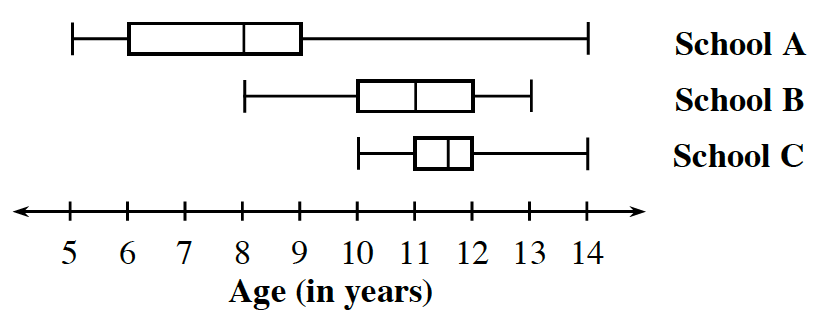 School A
School B
School C
5 6 7 8 9 10 11 12 13 14
Age (in years)